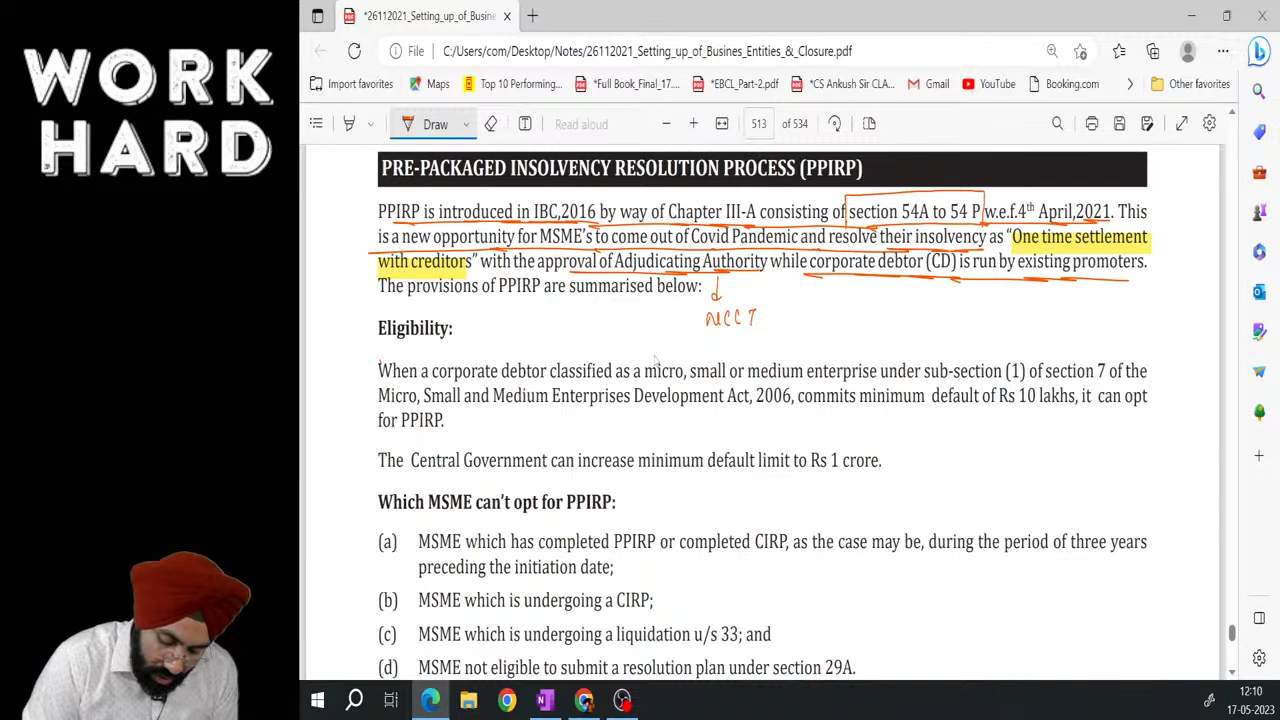 WORK
HARD
*26112021_Setting_up_of_Busines
File
C:/Users/com/Desktop/Notes/26112021_Setting_up_of_Busines_Entities_&_Closure.pdf
Import favorites
Maps
Top 10 Performing...
*Full Book_Final_17....
*EBCL_Part-2.pdf
*CS Ankush Sir CLA...
Gmail
YouTube
Booking.com
Other favorites
Draw
Read aloud
513
of 534
PRE-PACKAGED INSOLVENCY RESOLUTION PROCESS (PPIRP)
PPIRP is introduced in IBC,2016 by way of Chapter III-A consisting of section 54A to 54 P w.e.f.4th April,2021. This
is a new opportunity for MSME's to come out of Covid Pandemic and resolve their insolvency as “One time settlement
with creditors” with the approval of Adjudicating Authority while corporate debtor (CD) is run by existing promoters.
The provisions of PPIRP are summarised below:
NCCT
Eligibility:
When a corporate debtor classified as a micro, small or medium enterprise under sub-section (1) of section 7 of the
Micro, Small and Medium Enterprises Development Act, 2006, commits minimum default of Rs 10 lakhs, it can opt
for PPIRP.
The Central Government can increase minimum default limit to Rs 1 crore.
Which MSME can't opt for PPIRP:
(a) MSME which has completed PPIRP or completed CIRP, as the case may be, during the period of three years
preceding the initiation date;
(b) MSME which is undergoing a CIRP;
(c) MSME which is undergoing a liquidation u/s 33; and
(d) MSME not eligible to submit a resolution plan under section 29A.
12:10
17-05-2023